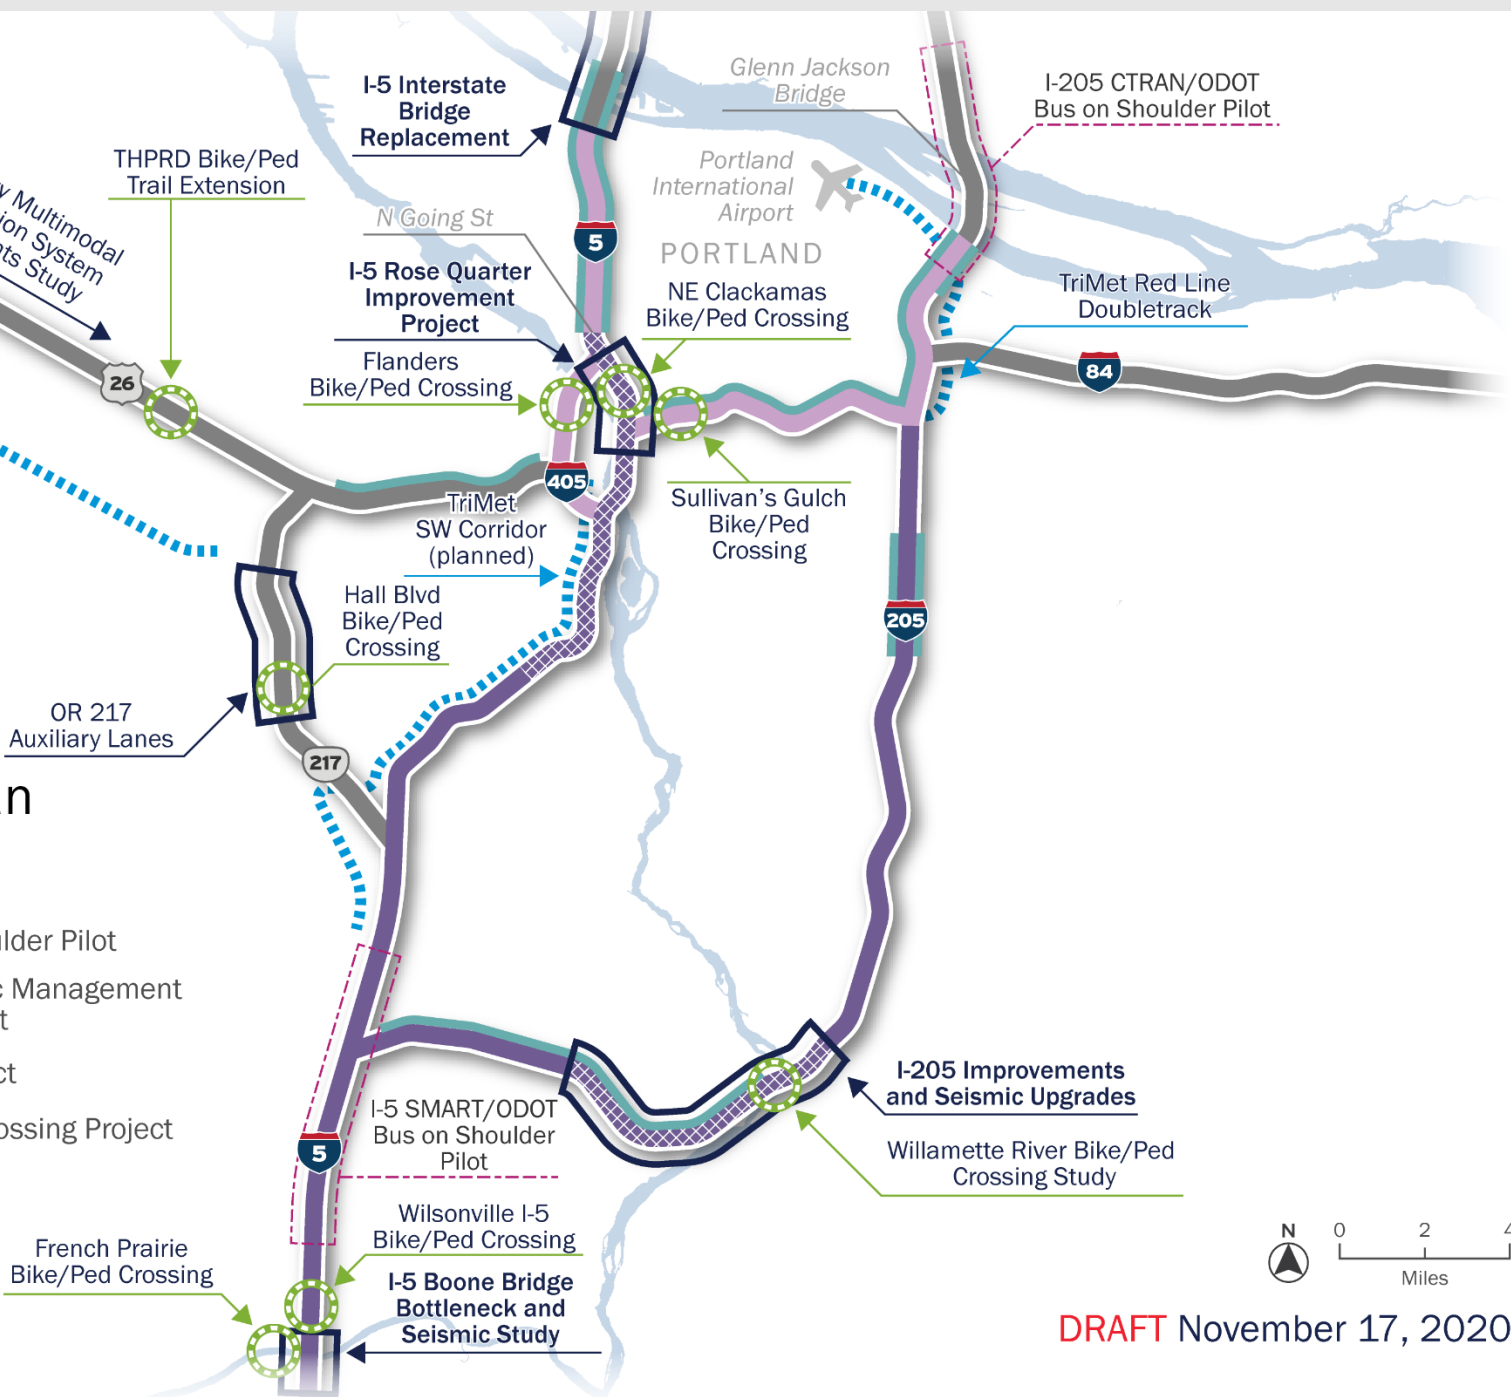 I-5 Interstate
Bridge
Replacement
Glenn Jackson
Bridge
I-205 CTRAN/ODOT
Bus on Shoulder Pilot
THPRD Bike/Ped
Trail Extension
Portland
International
Airport
Multimodal
System
Study
N Going St
5
PORTLAND
I-5 Rose Quarter
Improvement
Project
NE Clackamas
Bike/Ped Crossing
TriMet Red Line
Doubletrack
Flanders
Bike/Ped Crossing
26
84
405
TriMet
SW Corridor
(planned)
Sullivan's Gulch
Bike/Ped
Crossing
Hall Blvd
Bike/Ped
Crossing
205
OR 217
Auxiliary Lanes
217
Pilot
Management
I-205 Improvements
and Seismic Upgrades
I-5 SMART/ODOT
Bus on Shoulder
Pilot
5
Project
Willamette River Bike/Ped
Crossing Study
Wilsonville I-5
Bike/Ped Crossing
French Prairie
Bike/Ped Crossing
I-5 Boone Bridge
Bottleneck and
Seismic Study
N
0 2 4
Miles
DRAFT November 17, 2020